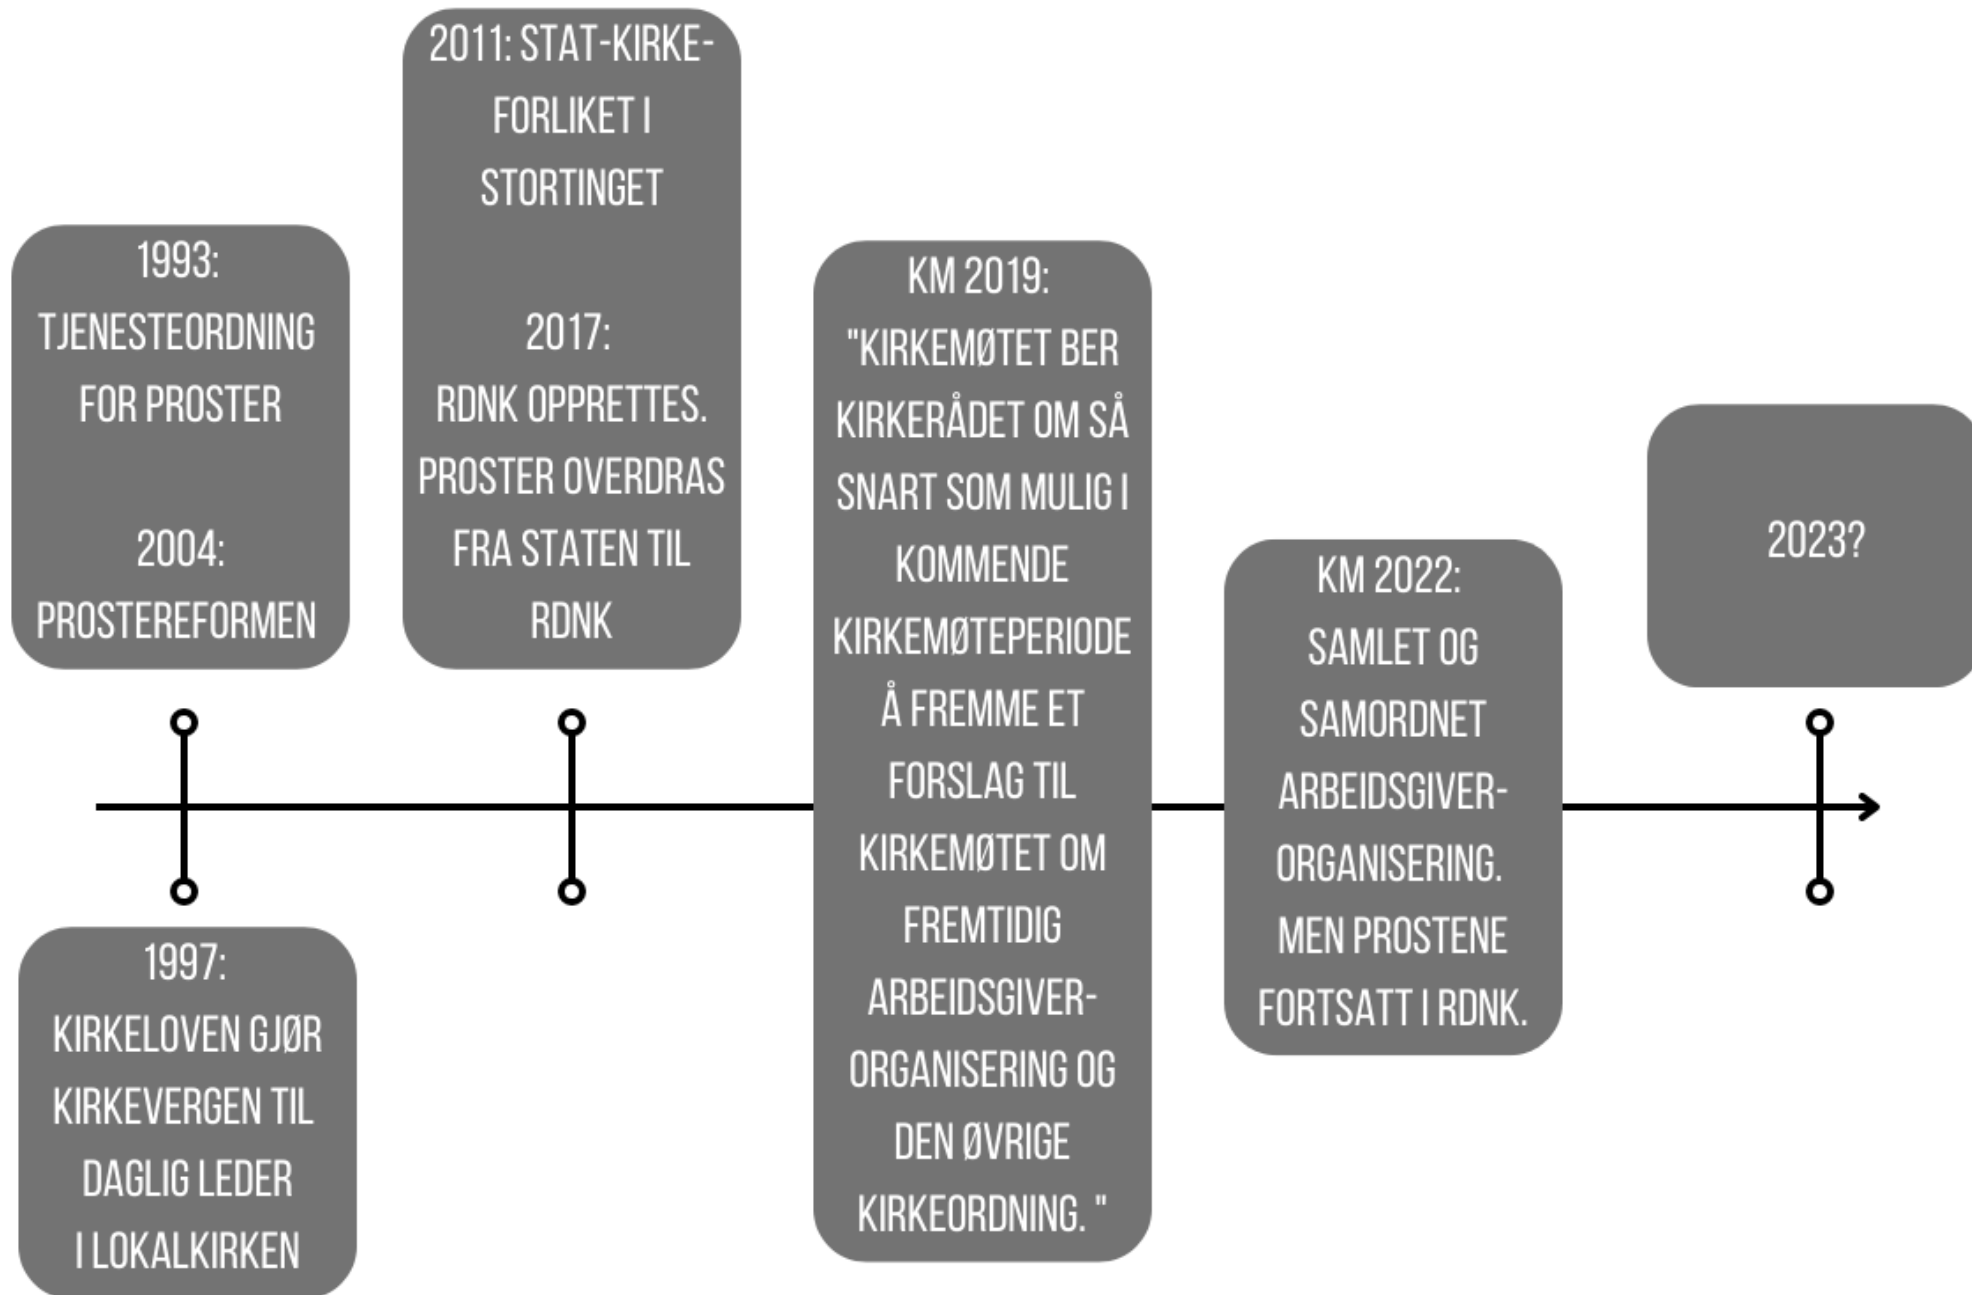 1993:
TJENESTEORDNING
FOR PROSTER
2004:
PROSTEREFORMEN
1997:
KIRKELOVEN GJØR
KIRKEVERGEN TIL
DAGLIG LEDER
I LOKALKIRKEN
2011: STAT-KIRKE-
FORLIKET I
STORTINGET
2017:
RDNK OPPRETTES.
PROSTER OVERDRAS
FRA STATEN TIL
RDNK
KM 2019:
"KIRKEMØTET BER
KIRKERÅDET OM SÅ
SNART SOM MULIG I
KOMMENDE
KIRKEMØTEPERIODE
Å FREMME ET
FORSLAG TIL
KIRKEMØTET OM
FREMTIDIG
ARBEIDSGIVER-
ORGANISERING OG
DEN ØVRIGE
KIRKEORDNING. "
KM 2022:
SAMLET OG
SAMORDNET
ARBEIDSGIVER-
ORGANISERING.
MEN PROSTENE
FORTSATT I RDNK.
2023?